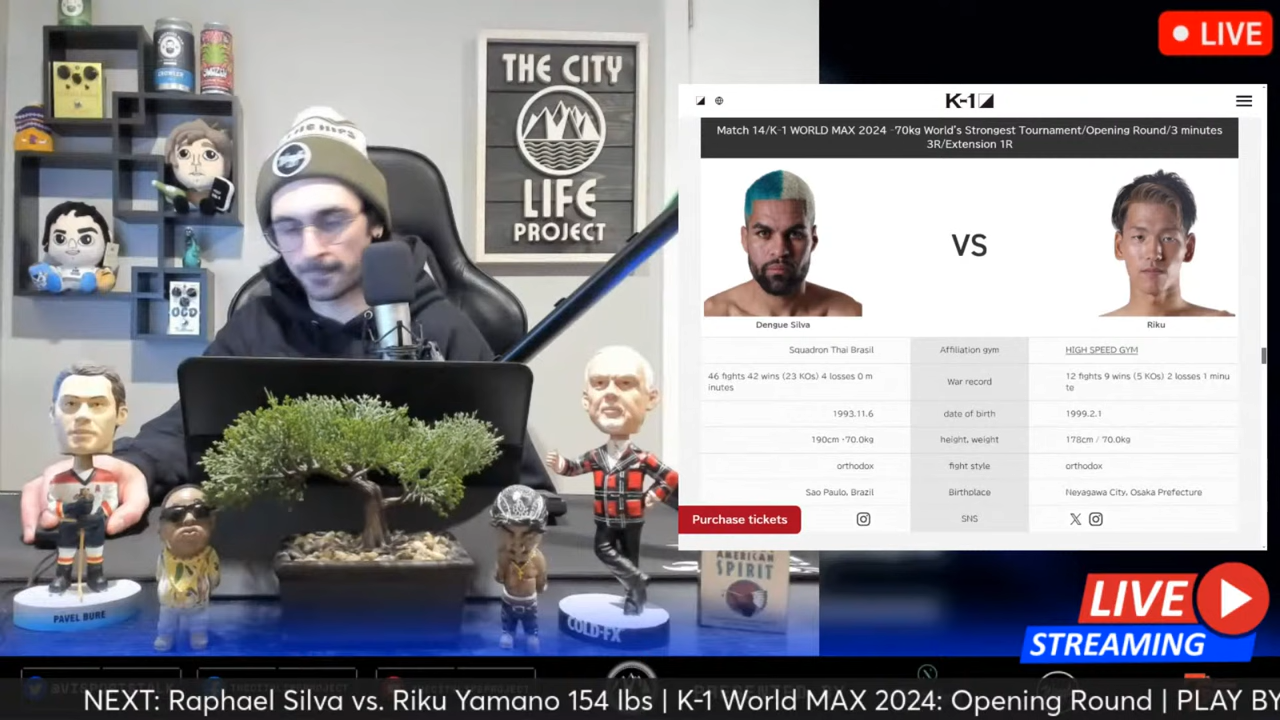 LIVE
THE CITY
LIFE
PROJECT
OCD
K-1
Match 14/K-1 WORLD MAX 2024 -70kg World's Strongest Tournament/Opening Round/3 minutes
3R/Extension 1R
VS
Dengue Silva
Riku
Squadron Thai Brasil
Affiliation gym
HIGH SPEED GYM
46 fights 42 wins (23 KOs) 4 losses 0 m
inutes
War record
12 fights 9 wins (5 KOs) 2 losses 1 minu
te
1993.11.6
date of birth
1999.2.1
190cm -70.0kg
height, weight
178cm / 70.0kg
orthodox
fight style
orthodox
Sao Paulo, Brazil
Birthplace
Neyagawa City, Osaka Prefecture
SNS
Purchase tickets
AMERICAN
SPIRIT
PAVEL BURE
COLD-FX
LIVE
STREAMING
NEXT: Raphael Silva vs. Riku Yamano 154 lbs | K-1 World MAX 2024: Opening Round | PLAY BY